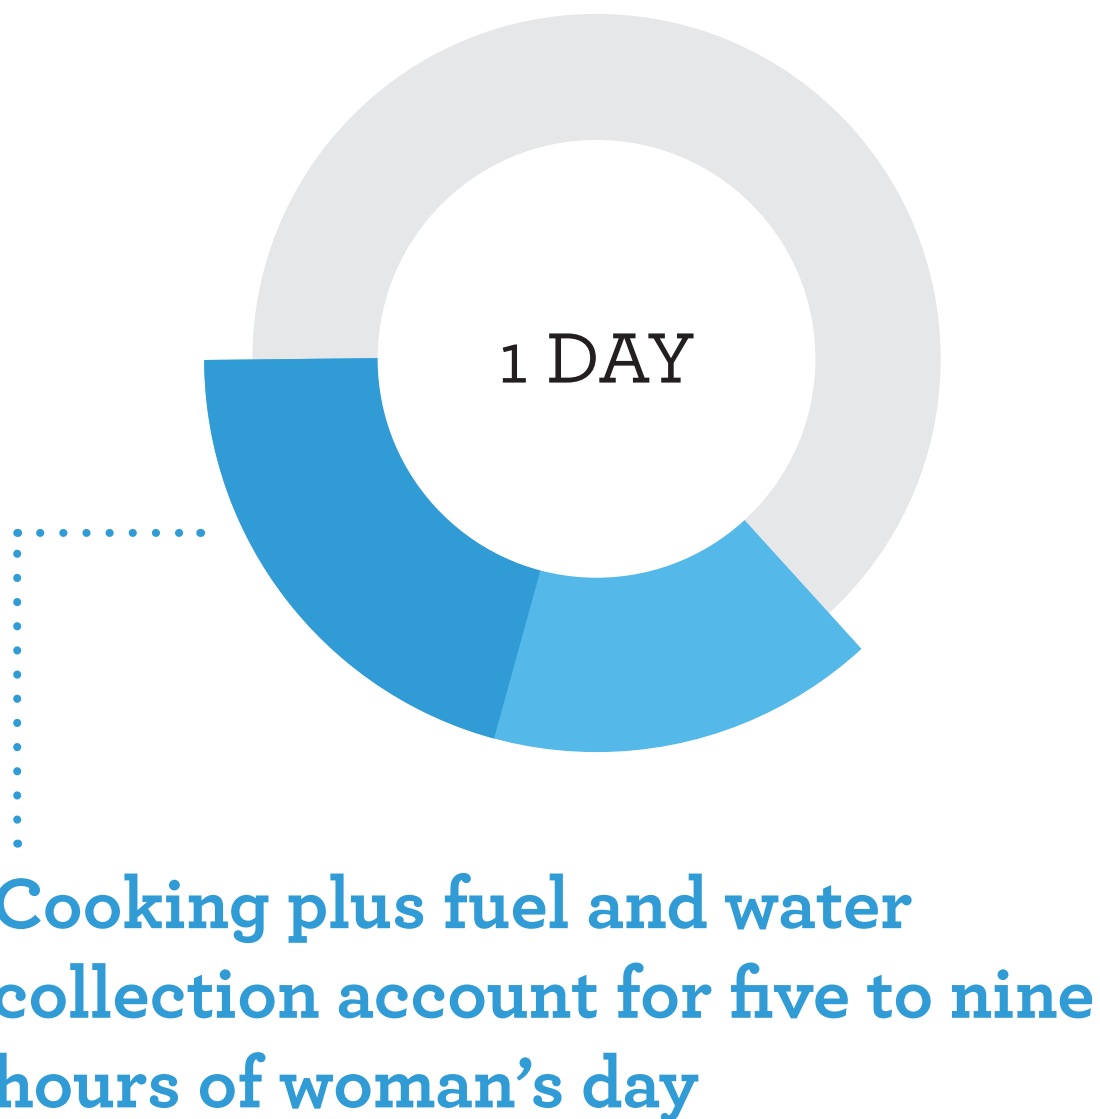 1 DAY
Cooking plus fuel and water
collection account for five to nine
hours of woman’s day